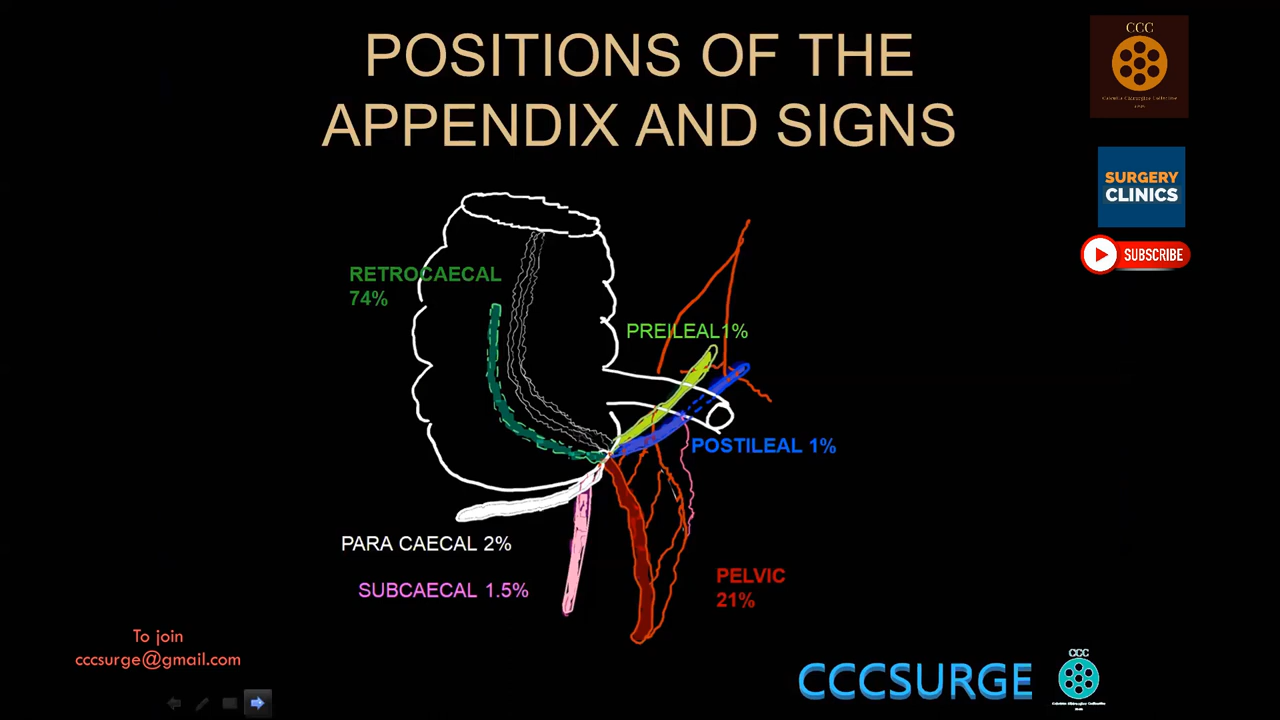 POSITIONS OF THE
APPENDIX AND SIGNS
CCC
SURGERY
CLINICS
SUBSCRIBE
RETROCAECAL
74%
PREILEAL1%
POSTILEAL 1%
PARA CAECAL 2%
SUBCAECAL 1.5%
PELVIC
21%
To join
cccsurge@gmail.com
CCCSURGE
CCC